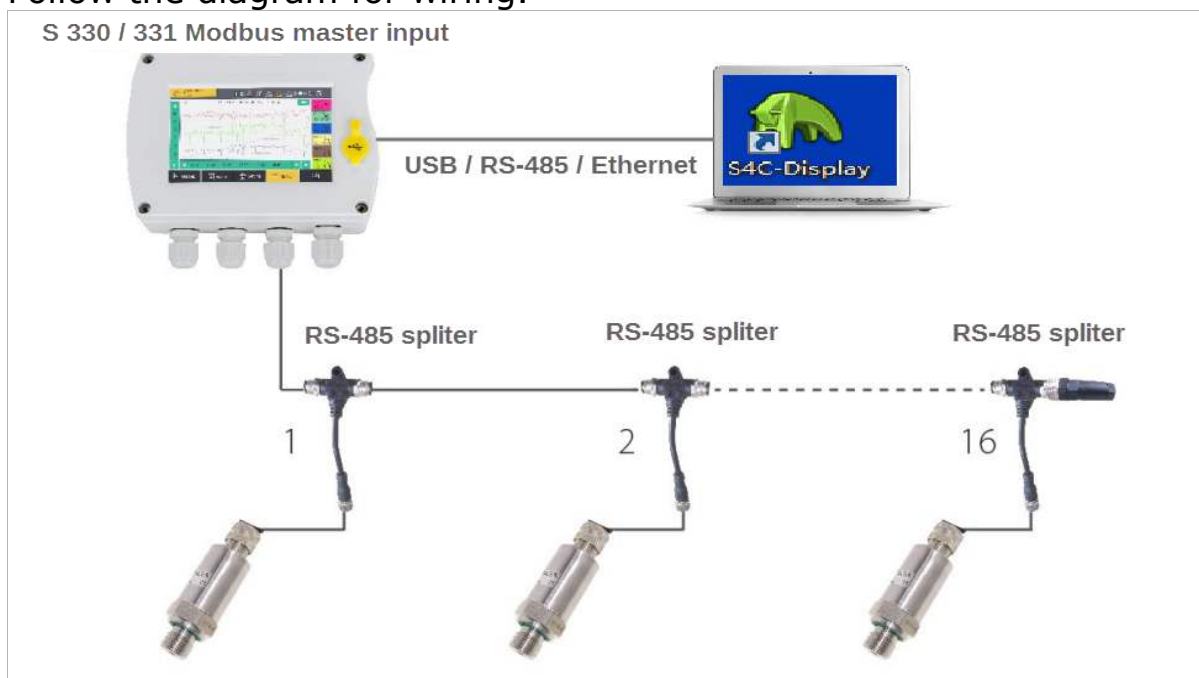 Follow the diagram for wiring:
S 330 / 331 Modbus master input
USB / RS-485 / Ethernet
S4C-Display
RS-485 spliter
RS-485 spliter
RS-485 spliter
1
2
16